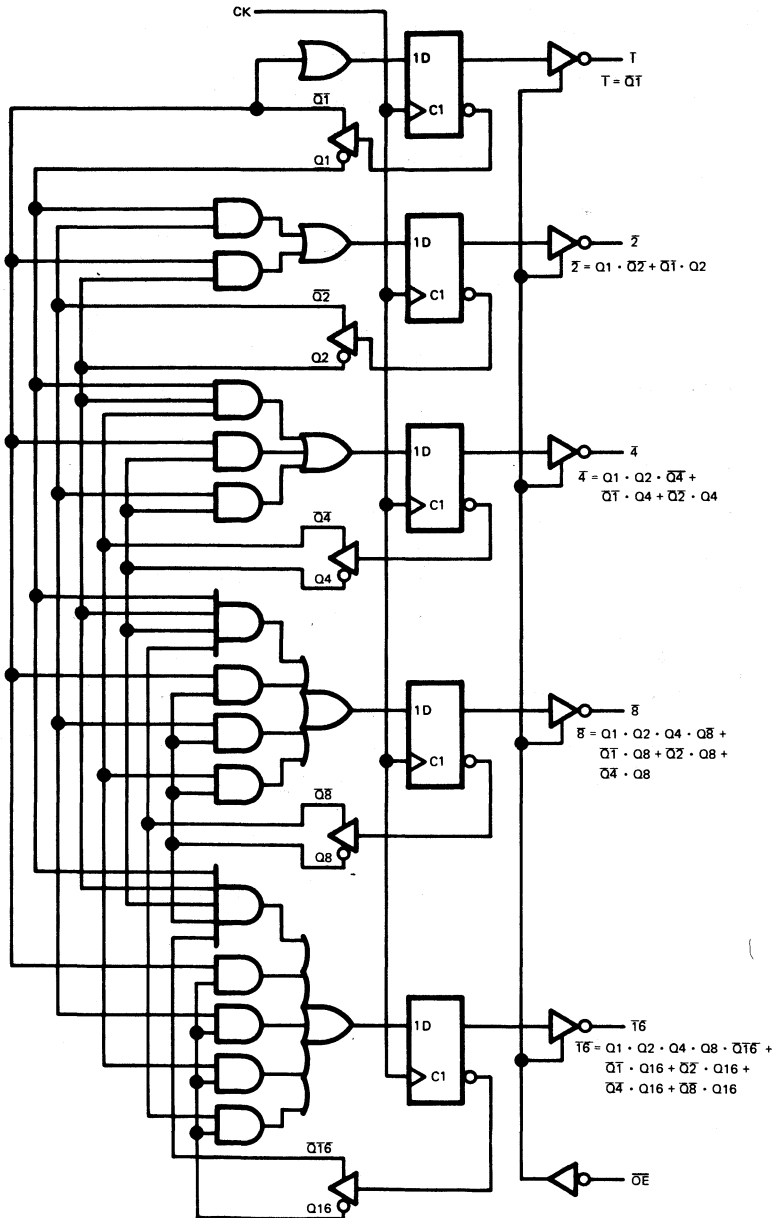 CK
1D
1̅
1̅ = Q̅1̅
C1
Q̅1̅
Q1
1D
2̅
2̅ = Q1 · Q̅2̅ + Q̅1̅ · Q2
C1
Q̅2̅
Q2
1D
4̅
4̅ = Q1 · Q2 · Q̅4̅ +
Q̅1̅ · Q4 + Q̅2̅ · Q4
C1
Q̅4̅
Q4
1D
8̅
8̅ = Q1 · Q2 · Q4 · Q8̅ +
Q̅1̅ · Q8 + Q̅2̅ · Q8 +
Q̅4̅ · Q8
C1
Q̅8̅
Q8
1D
1̅6̅
1̅6̅ = Q1 · Q2 · Q4 · Q8 · Q̅1̅6̅ +
Q̅1̅ · Q16 + Q̅2̅ · Q16 +
Q̅4̅ · Q16 + Q̅8̅ · Q16
C1
Q̅1̅6̅
O̅E̅
Q16